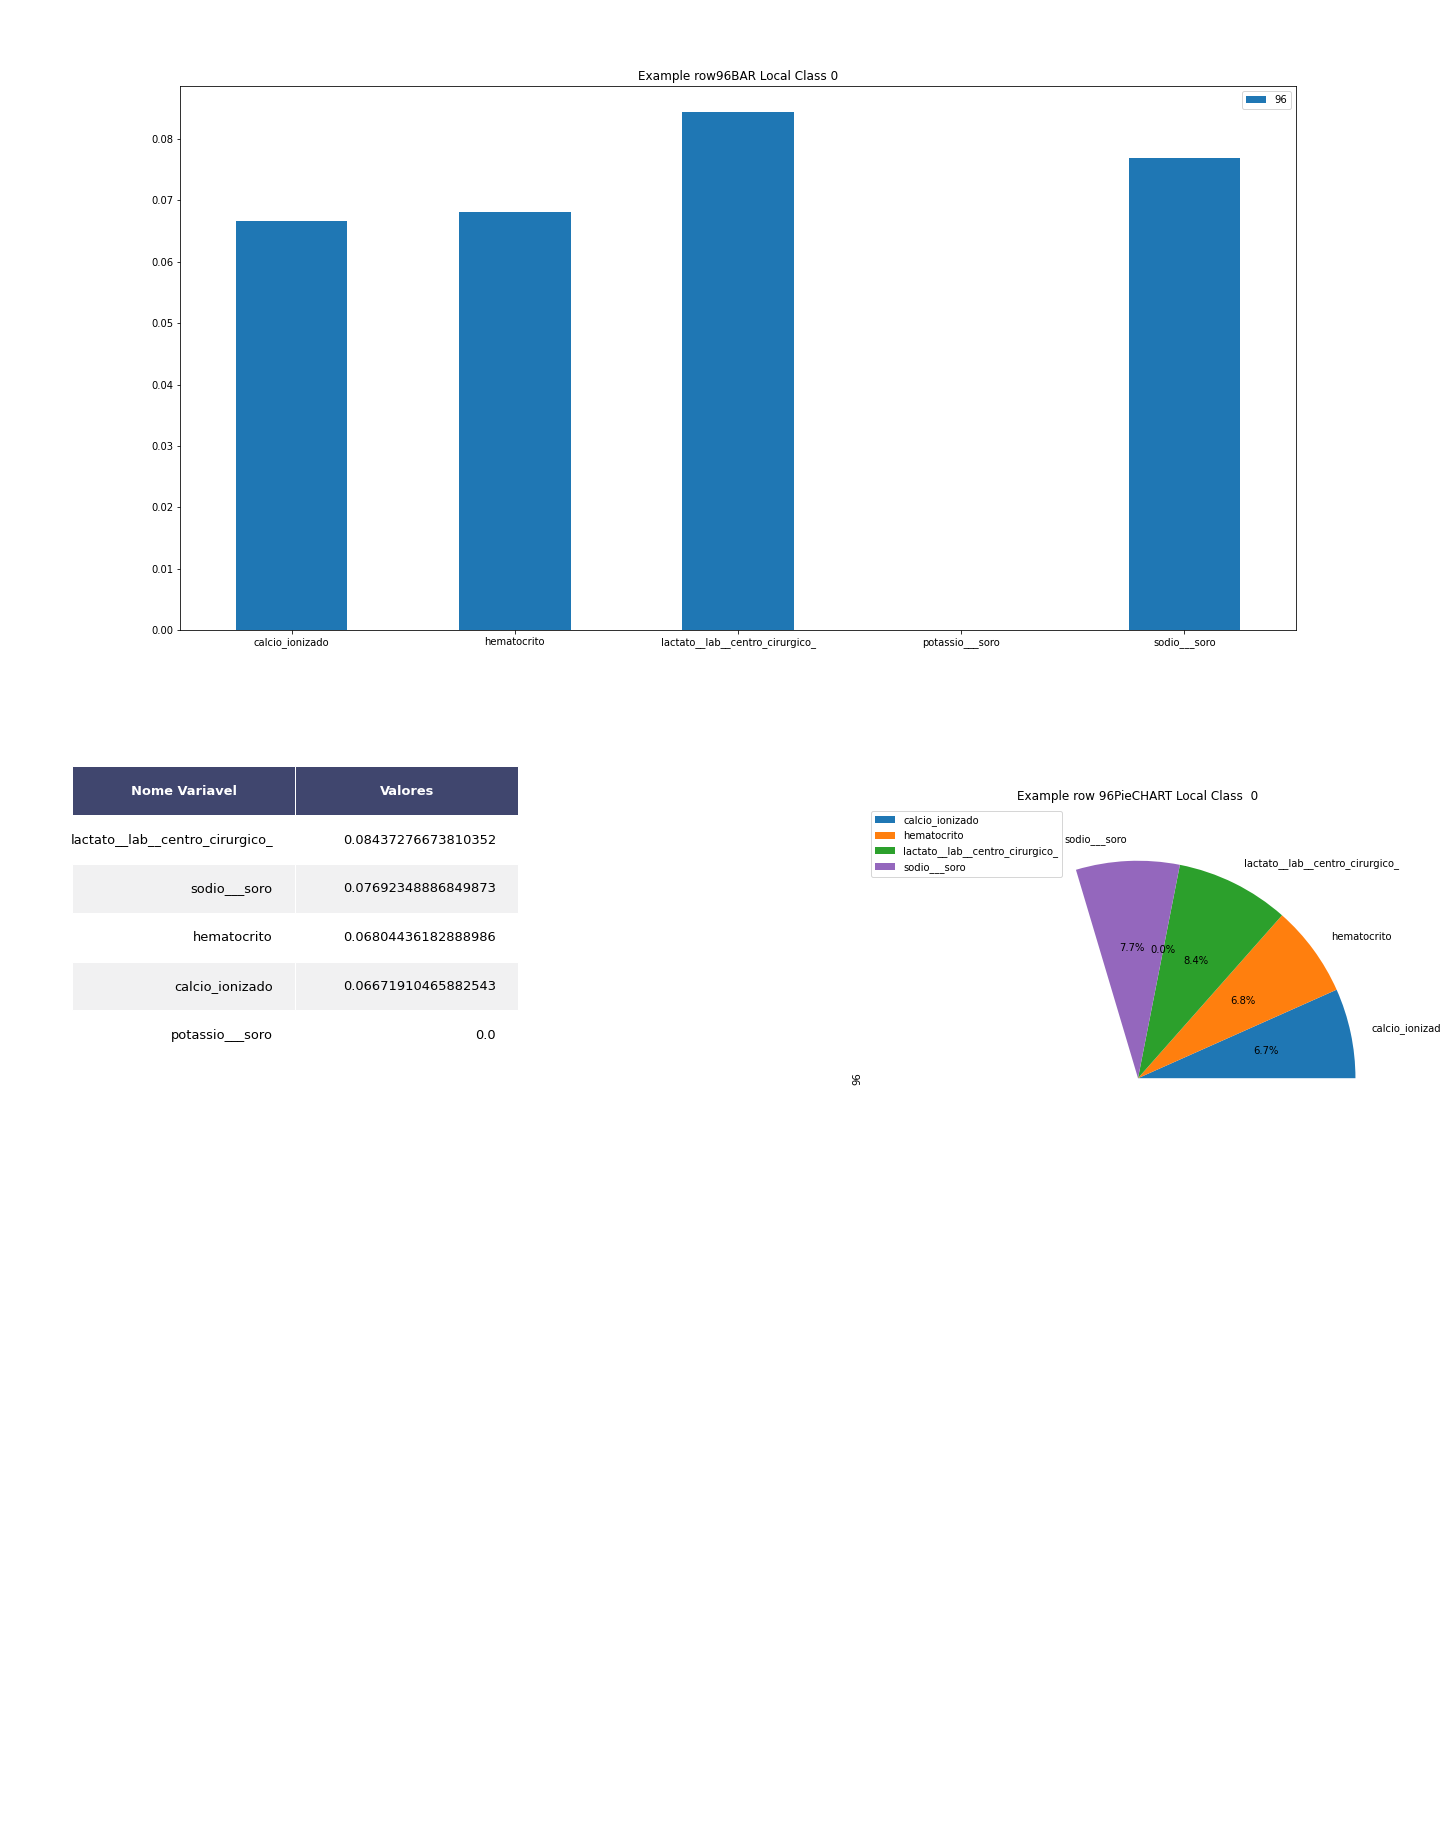 Example row96BAR Local Class 0
96
0.08
0.07
0.06
0.05
0.04
0.03
0.02
0.01
0.00
calcio_ionizado
hematocrito
lactato__lab__centro_cirurgico_
potassio___soro
sodio___soro
Nome Variavel Valores
lactato__lab__centro_cirurgico_ 0.08437276673810352
sodio___soro 0.07692348886849873
hematocrito 0.06804436182888986
calcio_ionizado 0.06671910465882543
potassio___soro 0.0
Example row 96PieCHART Local Class  0
calcio_ionizado
hematocrito
lactato__lab__centro_cirurgico_
sodio___soro
sodio___soro
lactato__lab__centro_cirurgico_
hematocrito
calcio_ionizad
7.7%
0.0%
8.4%
6.8%
6.7%
96